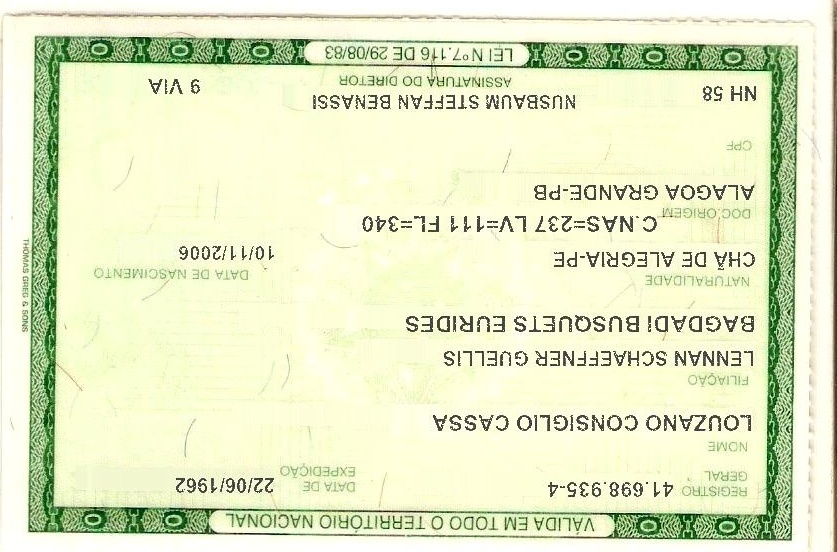 VÁLIDA EM TODO O TERRITÓRIO NACIONAL
REGISTRO GERAL 41.698.935-4 DATA DE EXPEDIÇÃO 22/06/1962
NOME
LOUZANO CONSIGLIO CASSA
FILIAÇÃO
LENNAN SCHAEFFNER GUELLIS
BAGDADI BUSQUETS EURIDES
NATURALIDADE DATA DE NASCIMENTO
CHÃ DE ALEGRIA-PE 10/11/2006
DOC.ORIGEM C.NAS=237 LV=111 FL=340
ALAGOA GRANDE-PB
CPF
NH 58 NUSBAUM STEFFAN BENASSI 9 VIA
ASSINATURA DO DIRETOR
LEI Nº 7.116 DE 29/08/83
THOMAS GREG & SONS